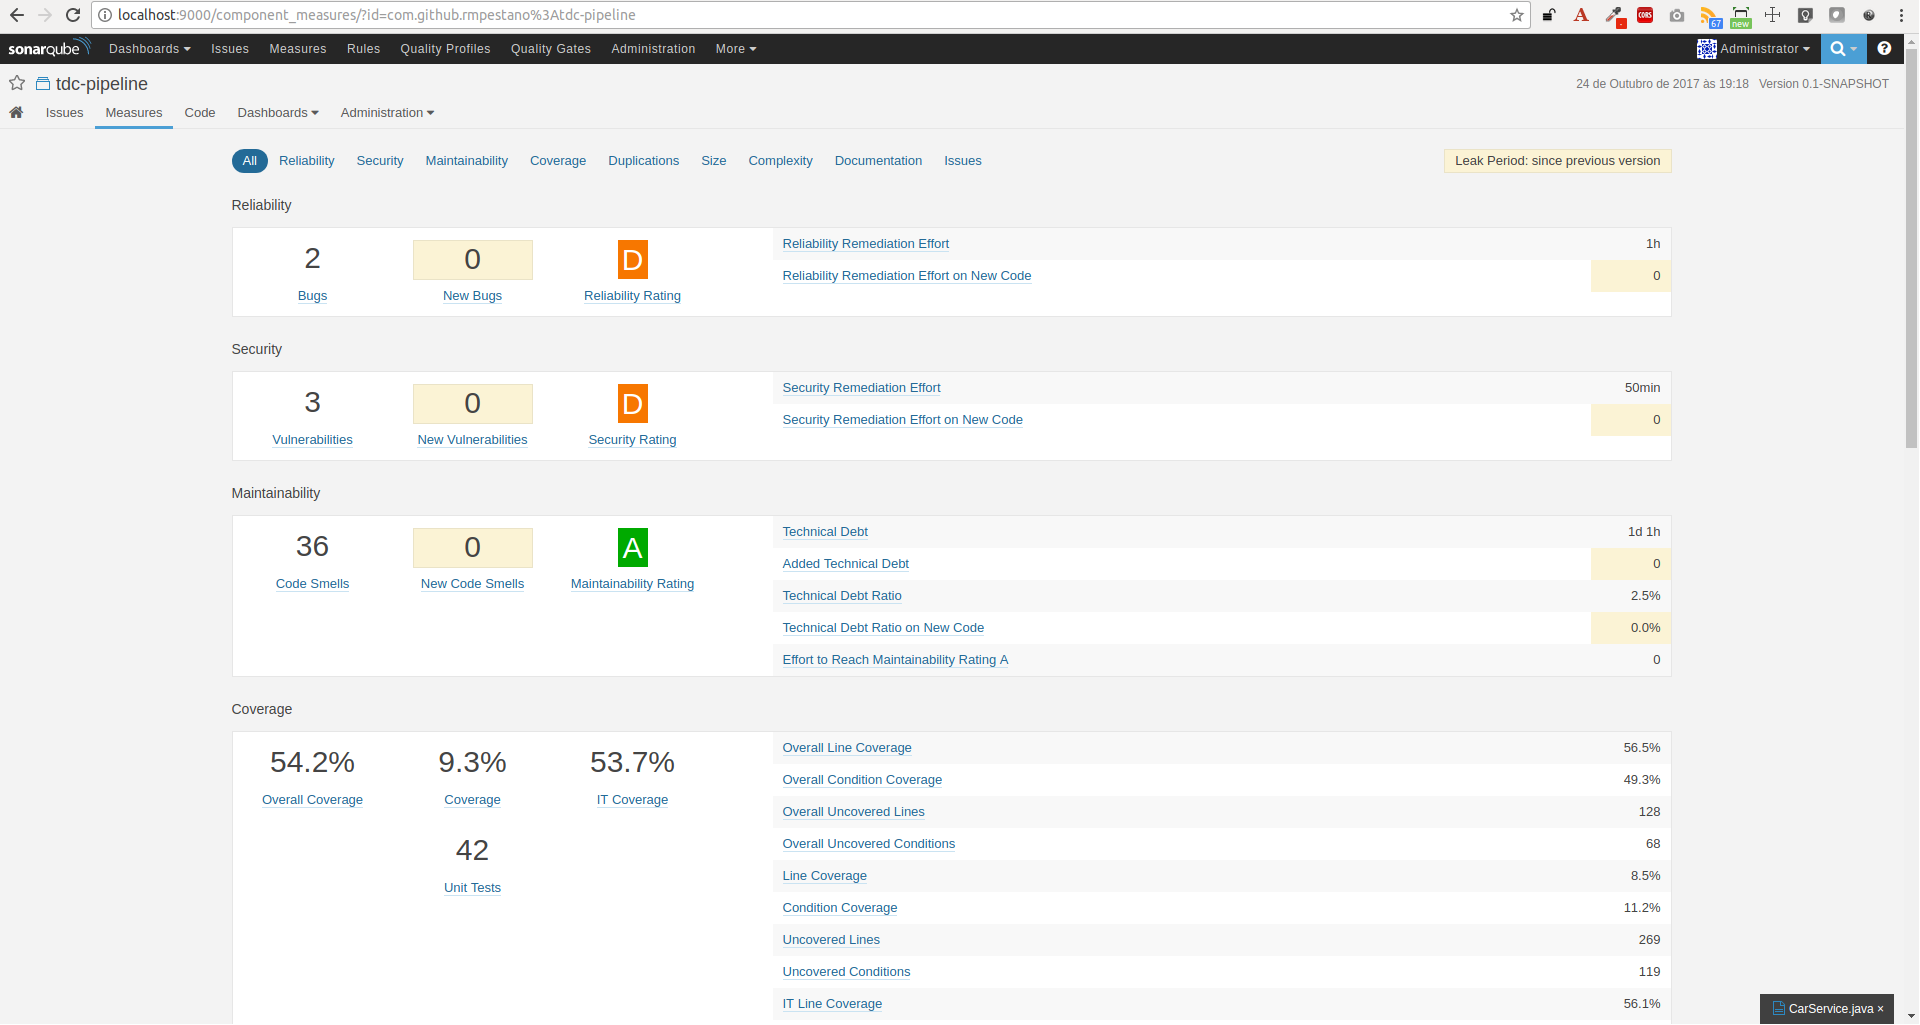 localhost:9000/component_measures/?id=com.github.rmpestano%3Atdc-pipeline
A
CORS
67
new
sonarqube Dashboards Issues Measures Rules Quality Profiles Quality Gates Administration More Administrator
tdc-pipeline
24 de Outubro de 2017 às 19:18 Version 0.1-SNAPSHOT
Issues Measures Code Dashboards Administration
All Reliability Security Maintainability Coverage Duplications Size Complexity Documentation Issues
Leak Period: since previous version
Reliability
2
Bugs
0
New Bugs
D
Reliability Rating
Reliability Remediation Effort 1h
Reliability Remediation Effort on New Code 0
Security
3
Vulnerabilities
0
New Vulnerabilities
D
Security Rating
Security Remediation Effort 50min
Security Remediation Effort on New Code 0
Maintainability
36
Code Smells
0
New Code Smells
A
Maintainability Rating
Technical Debt 1d 1h
Added Technical Debt 0
Technical Debt Ratio 2.5%
Technical Debt Ratio on New Code 0.0%
Effort to Reach Maintainability Rating A 0
Coverage
54.2%
Overall Coverage
9.3%
Coverage
53.7%
IT Coverage
42
Unit Tests
Overall Line Coverage 56.5%
Overall Condition Coverage 49.3%
Overall Uncovered Lines 128
Overall Uncovered Conditions 68
Line Coverage 8.5%
Condition Coverage 11.2%
Uncovered Lines 269
Uncovered Conditions 119
IT Line Coverage 56.1%
CarService.java ×